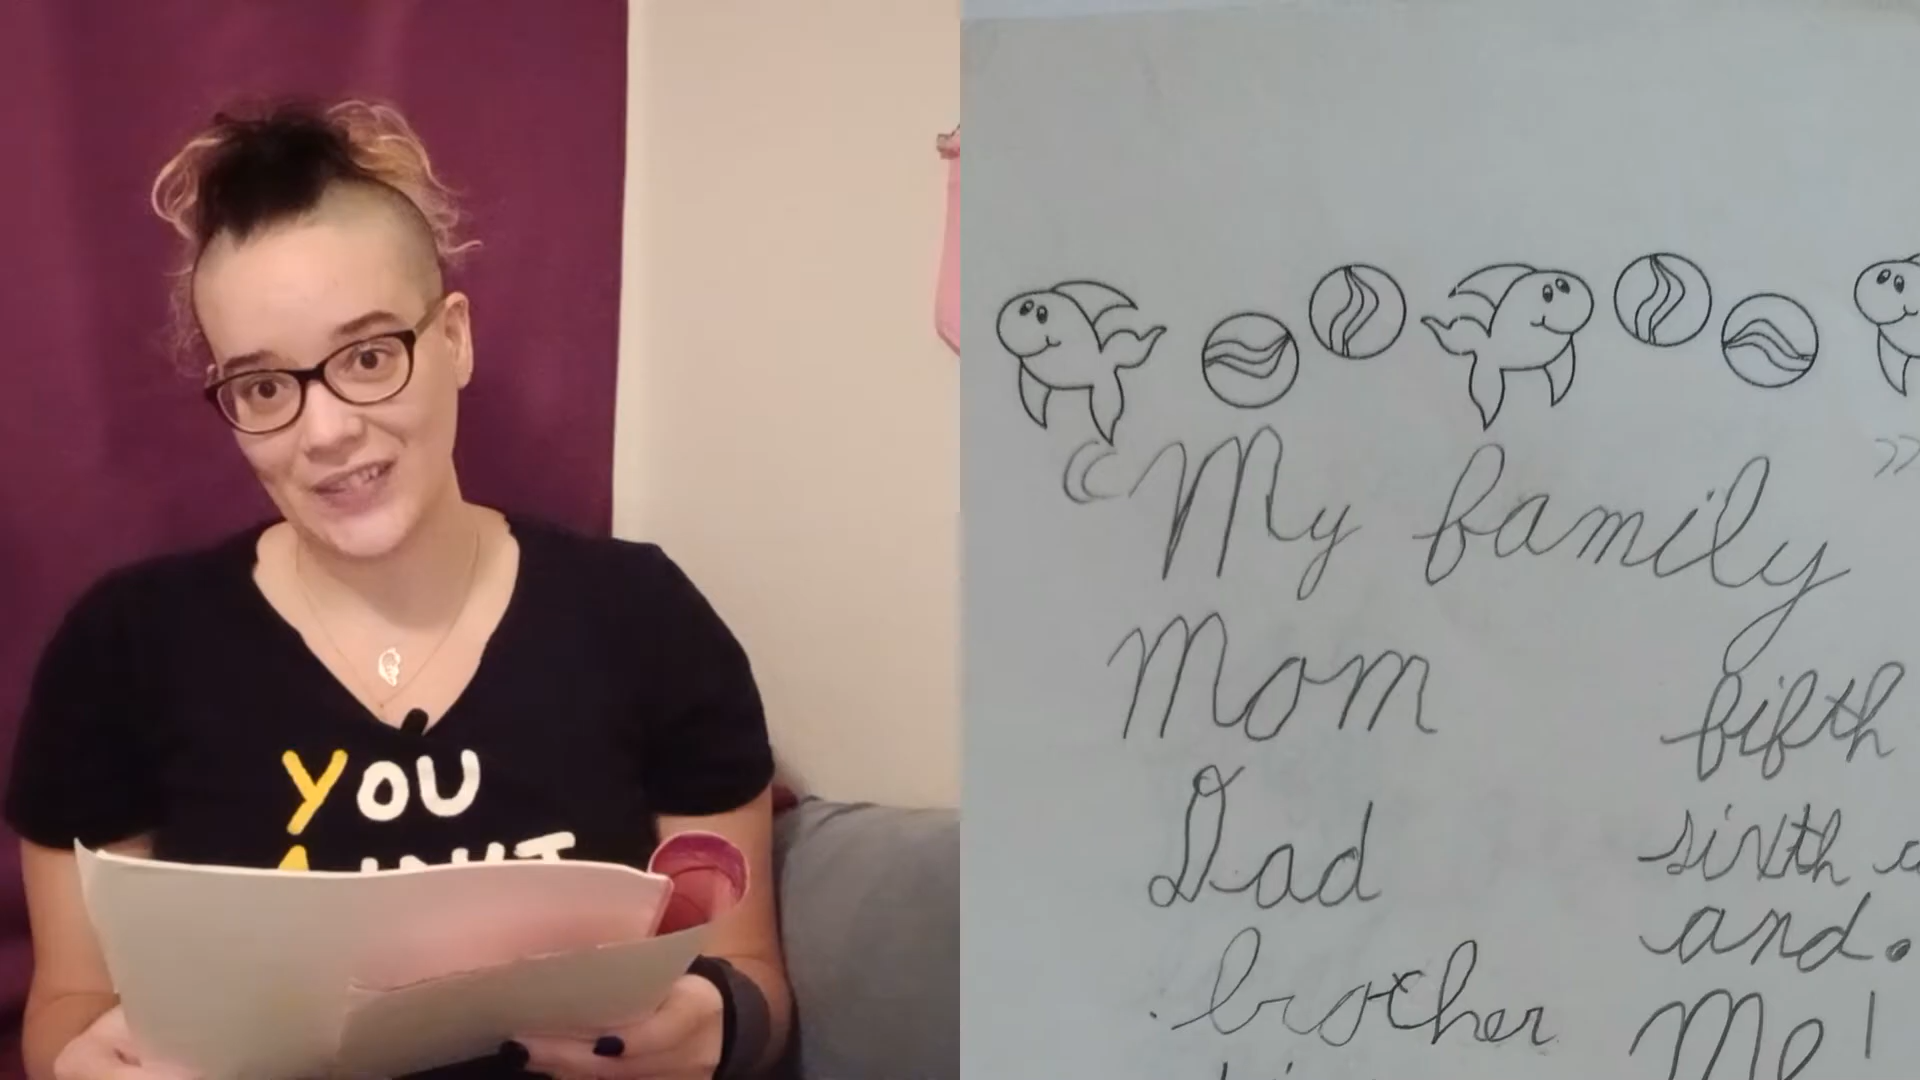 YOU
"My family"
Mom
Dad
brother
fifth
sixth
and.
Me!